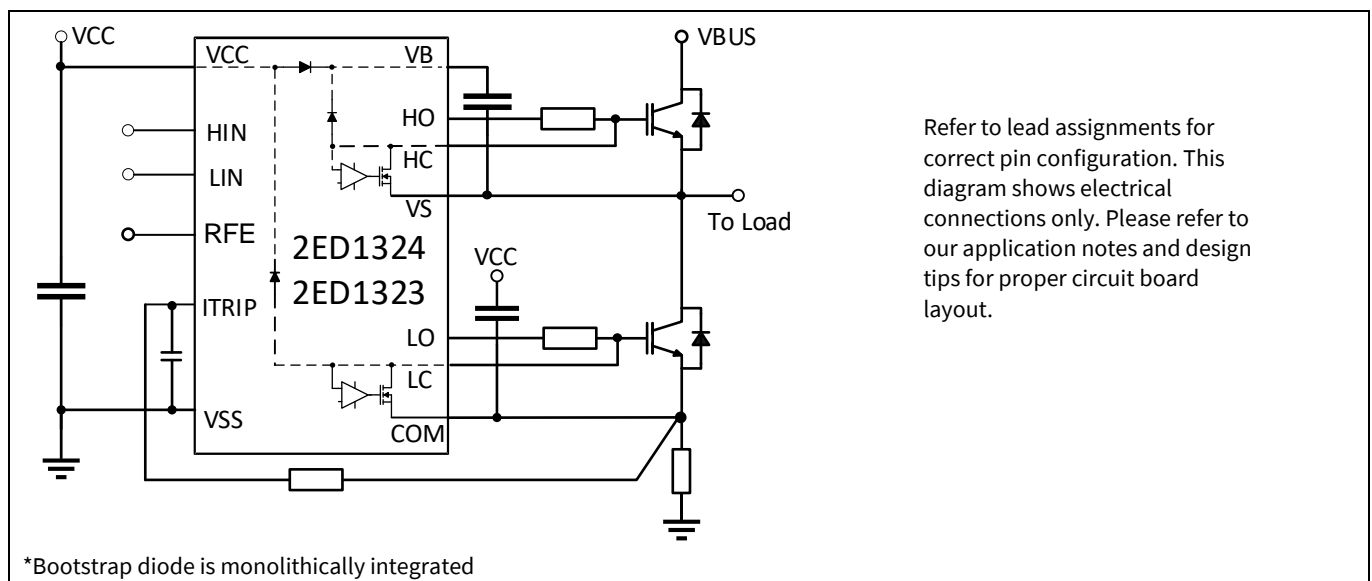 VCC
VCC
VB
VBUS
HIN
HO
LIN
HC
VS
To Load
RFE
2ED1324
2ED1323
VCC
ITRIP
LO
LC
VSS
COM
Refer to lead assignments for
correct pin configuration. This
diagram shows electrical
connections only. Please refer to
our application notes and design
tips for proper circuit board
layout.
*Bootstrap diode is monolithically integrated